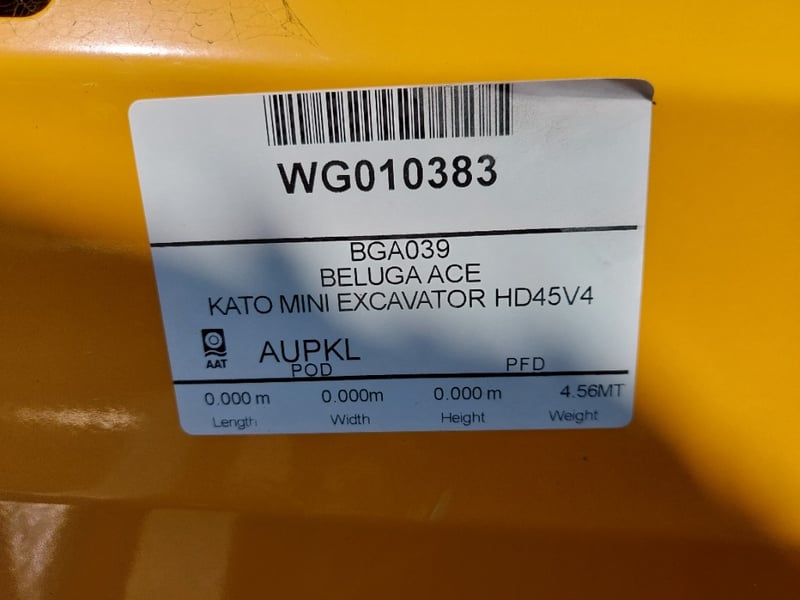 WG010383
BGA039
BELUGA ACE
KATO MINI EXCAVATOR HD45V4
AAT
AUPKL
POD PFD
0.000 m 0.000m 0.000 m 4.56MT
Length Width Height Weight